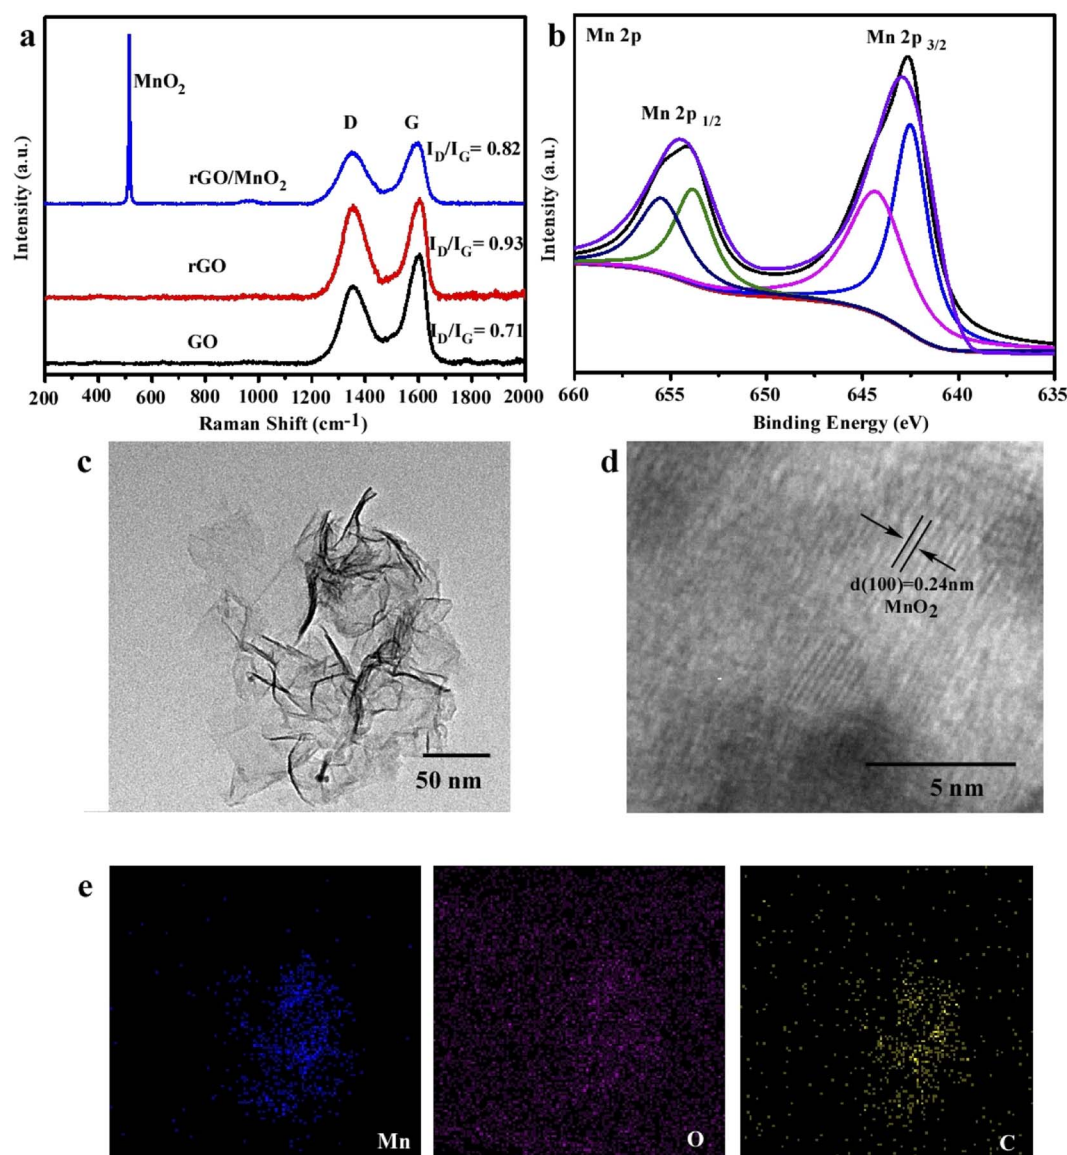 a
MnO2
D
G
ID/IG= 0.82
rGO/MnO2
ID/IG= 0.93
rGO
ID/IG= 0.71
GO
Intensity (a.u.)
200 400 600 800 1000 1200 1400 1600 1800 2000
Raman Shift (cm-1)
b
Mn 2p
Mn 2p 3/2
Mn 2p 1/2
Intensity (a.u.)
660 655 650 645 640 635
Binding Energy (eV)
c
50 nm
d
d(100)=0.24nm
MnO2
5 nm
e
Mn
O
C